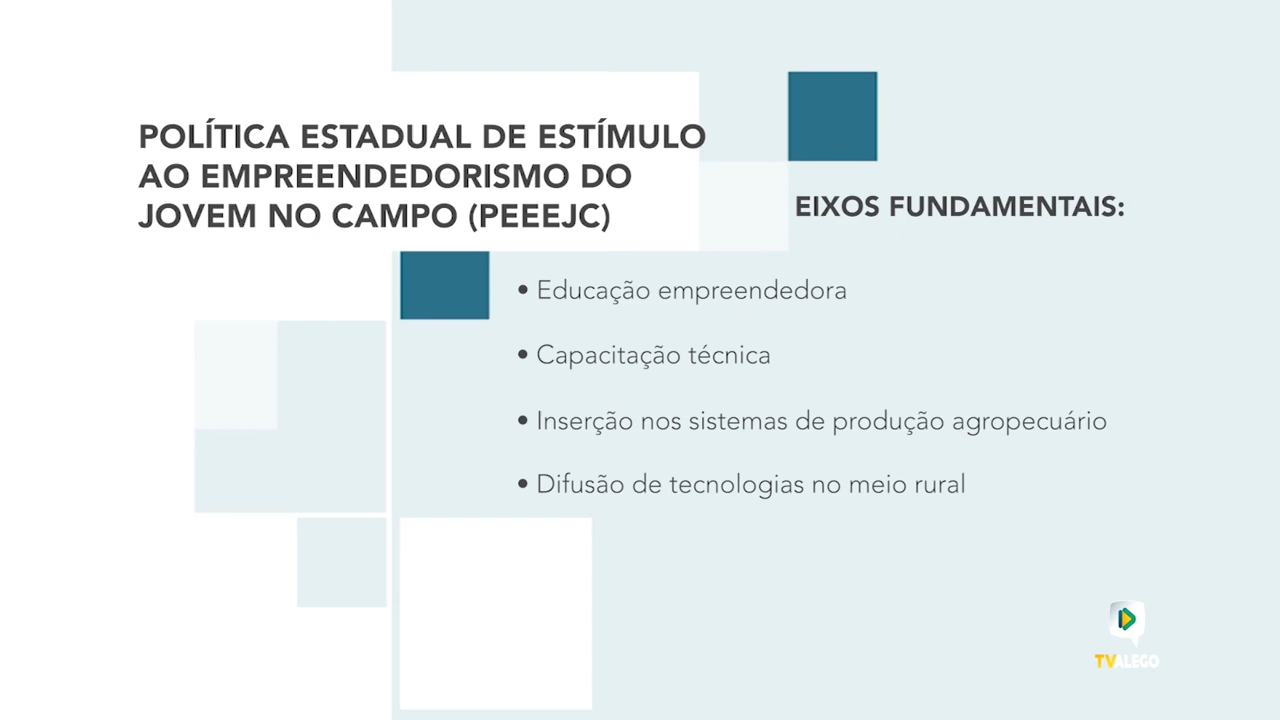 POLÍTICA ESTADUAL DE ESTÍMULO
AO EMPREENDEDORISMO DO
JOVEM NO CAMPO (PEEEJC)
EIXOS FUNDAMENTAIS:
• Educação empreendedora
• Capacitação técnica
• Inserção nos sistemas de produção agropecuário
• Difusão de tecnologias no meio rural
TVALEGO